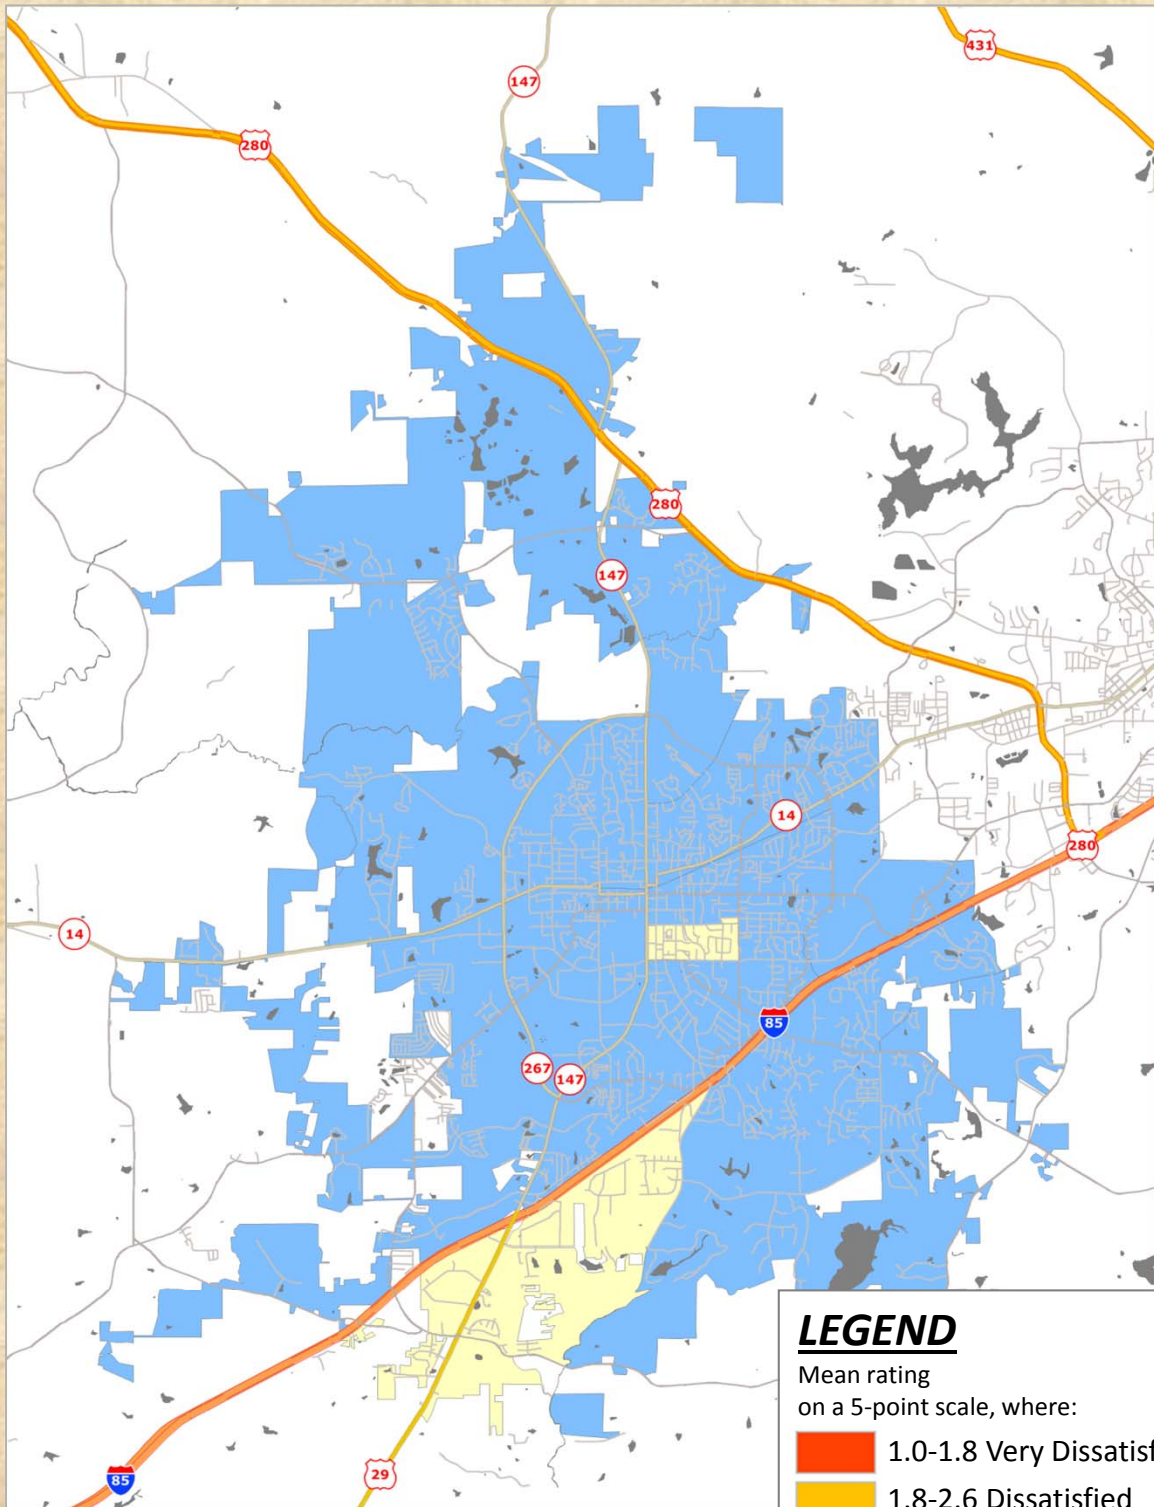 431
147
280
280
147
14
14
85
280
267
147
29
85
LEGEND
Mean rating
on a 5-point scale, where:
1.0-1.8 Very Dissatisf
1.8-2.6 Dissatisfied